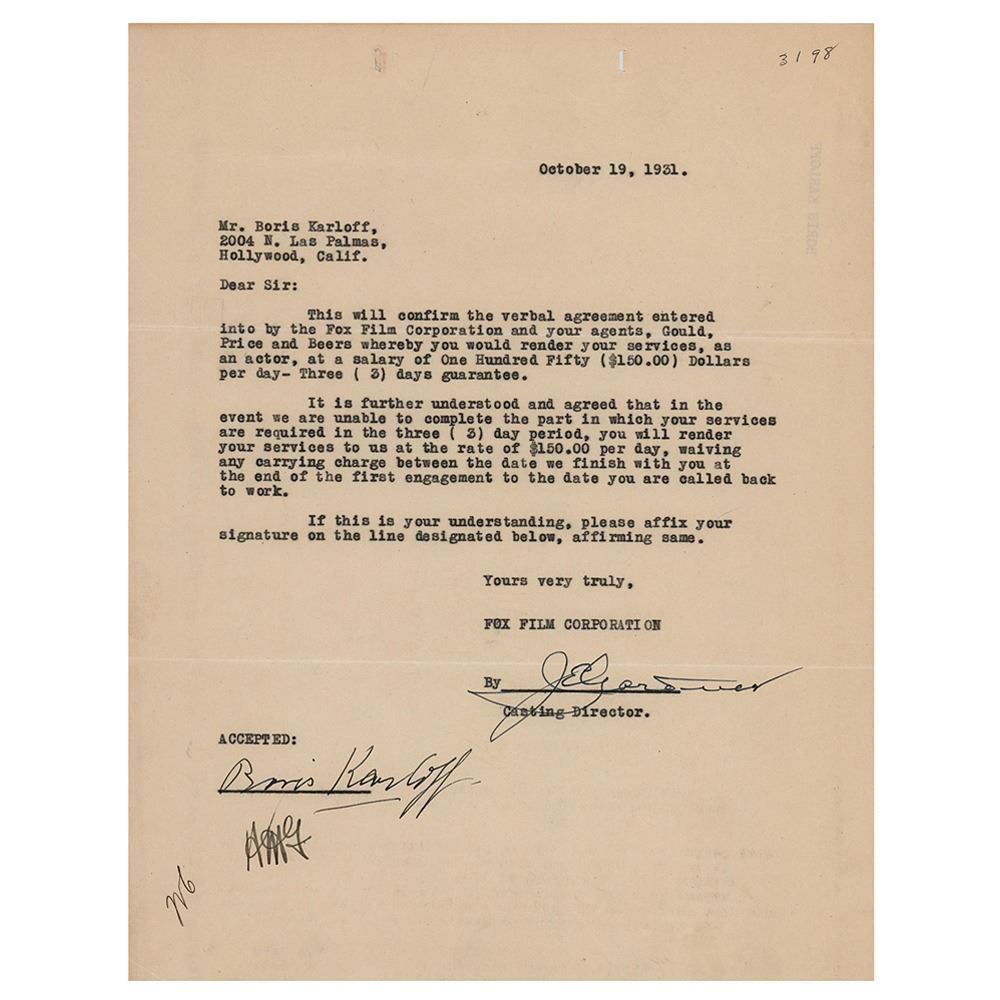 3198
October 19, 1931.
Mr. Boris Karloff,
2004 N. Las Palmas,
Hollywood, Calif.
Dear Sir:
This will confirm the verbal agreement entered
into by the Fox Film Corporation and your agents, Gould,
Price and Beers whereby you would render your services, as
an actor, at a salary of One Hundred Fifty ($150.00) Dollars
per day- Three ( 3) days guarantee.
It is further understood and agreed that in the
event we are unable to complete the part in which your services
are required in the three ( 3) day period, you will render
your services to us at the rate of $150.00 per day, waiving
any carrying charge between the date we finish with you at
the end of the first engagement to the date you are called back
to work.
If this is your understanding, please affix your
signature on the line designated below, affirming same.
Yours very truly,
FOX FILM CORPORATION
By J E Gardner
Casting Director.
ACCEPTED:
Boris Karloff
BORIS KARLOFF